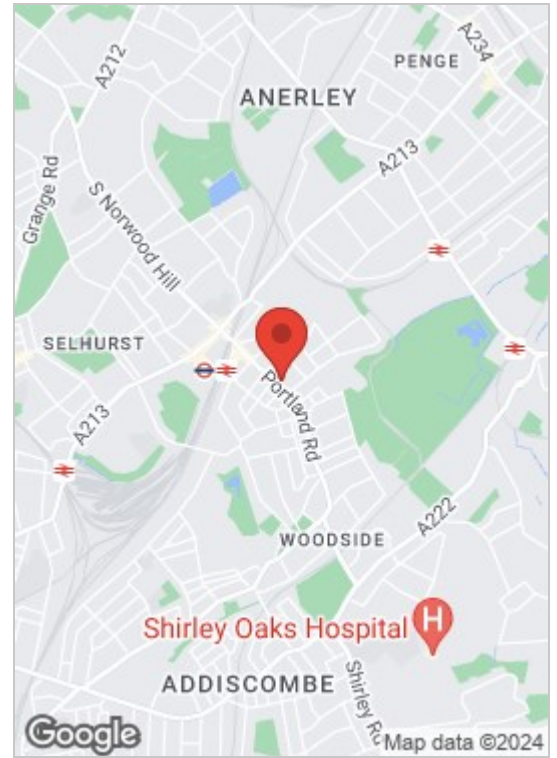 A212
A234
PENGE
ANERLEY
A213
Grange Rd
S Norwood Hill
SELHURST
Portland Rd
A213
A222
WOODSIDE
Shirley Oaks Hospital
H
ADDISCOMBE
Shirley Rd
Google
Map data ©2024